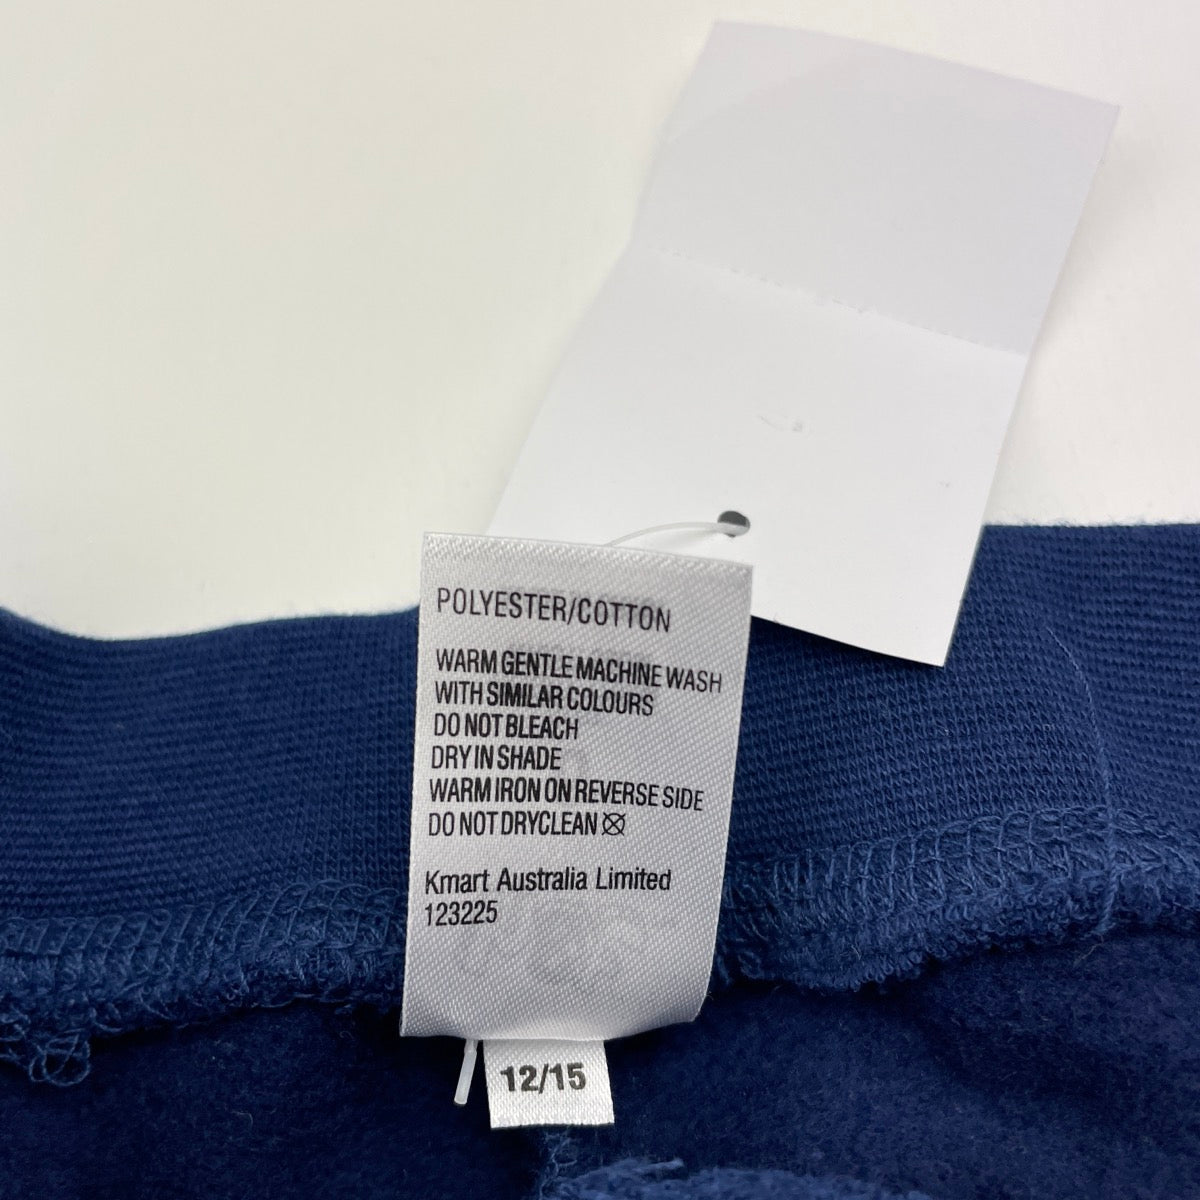 POLYESTER/COTTON
WARM GENTLE MACHINE WASH
WITH SIMILAR COLOURS
DO NOT BLEACH
DRY IN SHADE
WARM IRON ON REVERSE SIDE
DO NOT DRYCLEAN
Kmart Australia Limited
123225
12/15